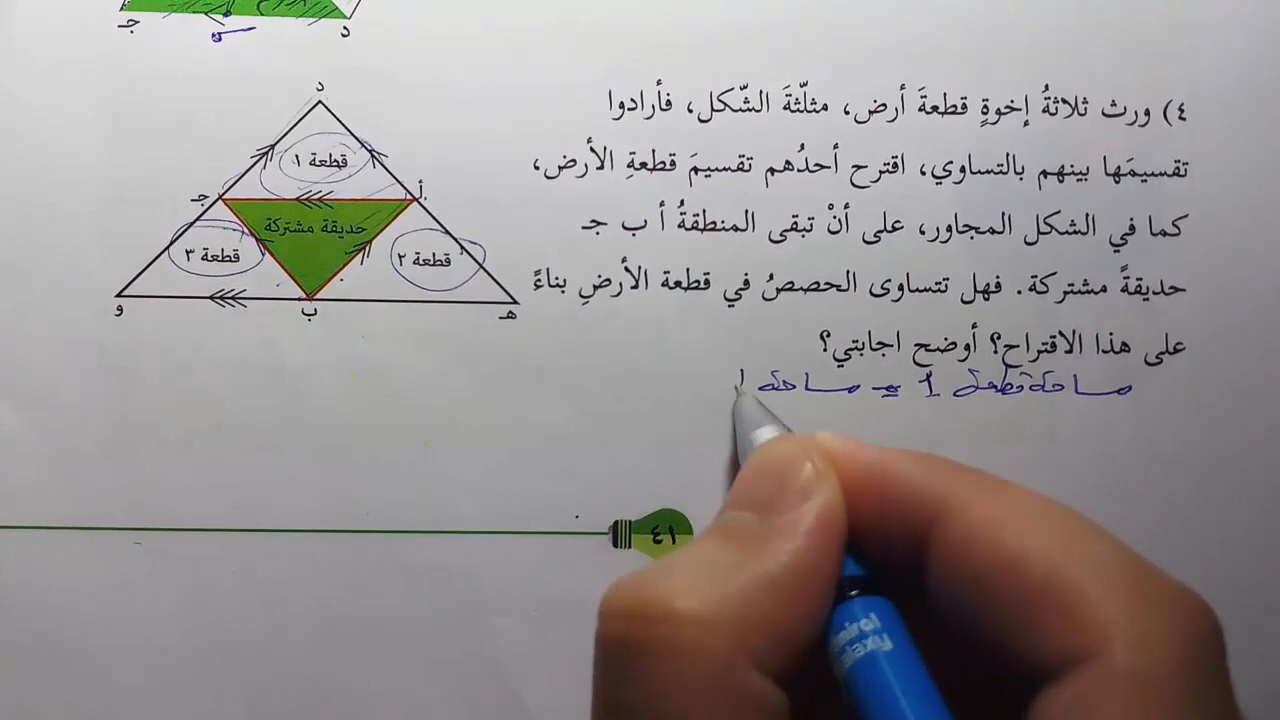 جـ
س
د
٤) ورث ثلاثةُ إخوةٍ قطعةَ أرض، مثلّثةَ الشّكل، فأرادوا
تقسيمَها بينهم بالتساوي، اقترح أحدُهم تقسيمَ قطعةِ الأرض،
كما في الشكل المجاور، على أنْ تبقى المنطقةُ أ ب جـ
حديقةً مشتركة. فهل تتساوى الحصصُ في قطعة الأرضِ بناءً
على هذا الاقتراح؟ أوضح اجابتي؟
مساحة قطعة 1 = مساحة ا
د
قطعة ١
جـ
أ
حديقة مشتركة
قطعة ٣
قطعة ٢
و
ب
هـ
٤١